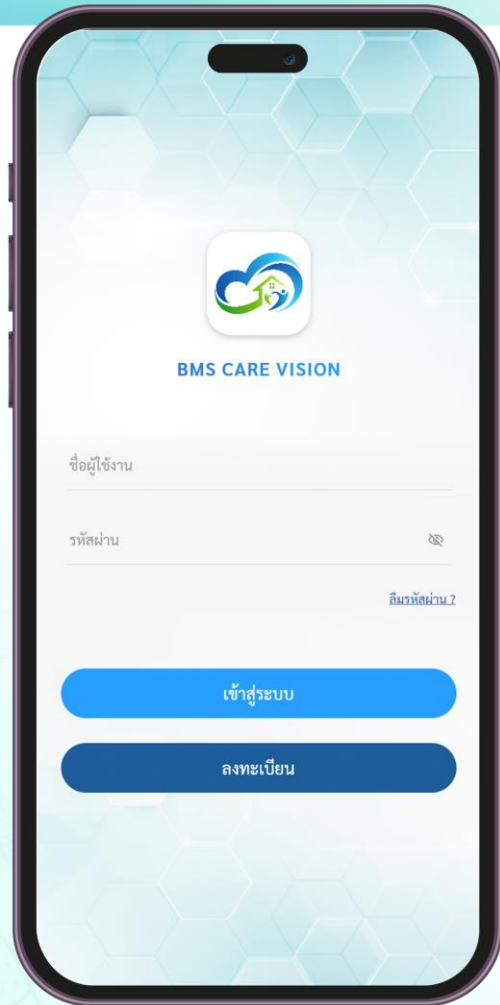 BMS CARE VISION
ชื่อผู้ใช้งาน
รหัสผ่าน
ลืมรหัสผ่าน ?
เข้าสู่ระบบ
ลงทะเบียน